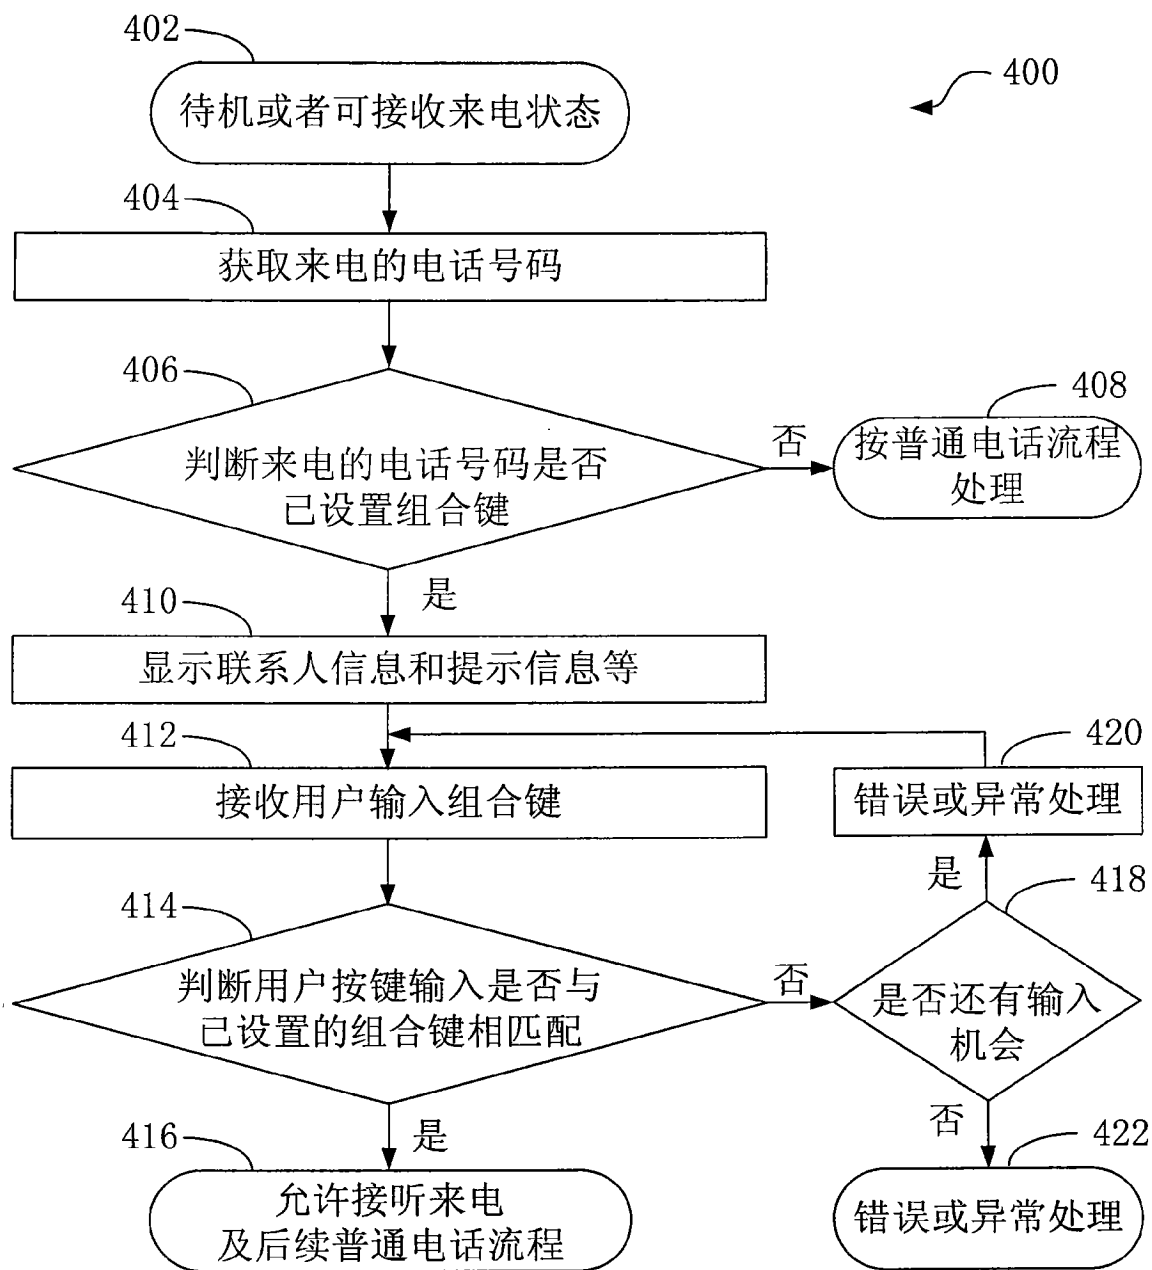 402
400
待机或者可接收来电状态
404
获取来电的电话号码
406
判断来电的电话号码是否
已设置组合键
否
408
按普通电话流程
处理
是
410
显示联系人信息和提示信息等
412
接收用户输入组合键
420
错误或异常处理
是
418
414
判断用户按键输入是否与
已设置的组合键相匹配
否
是否还有输入
机会
是
否
416
允许接听来电
及后续普通电话流程
422
错误或异常处理